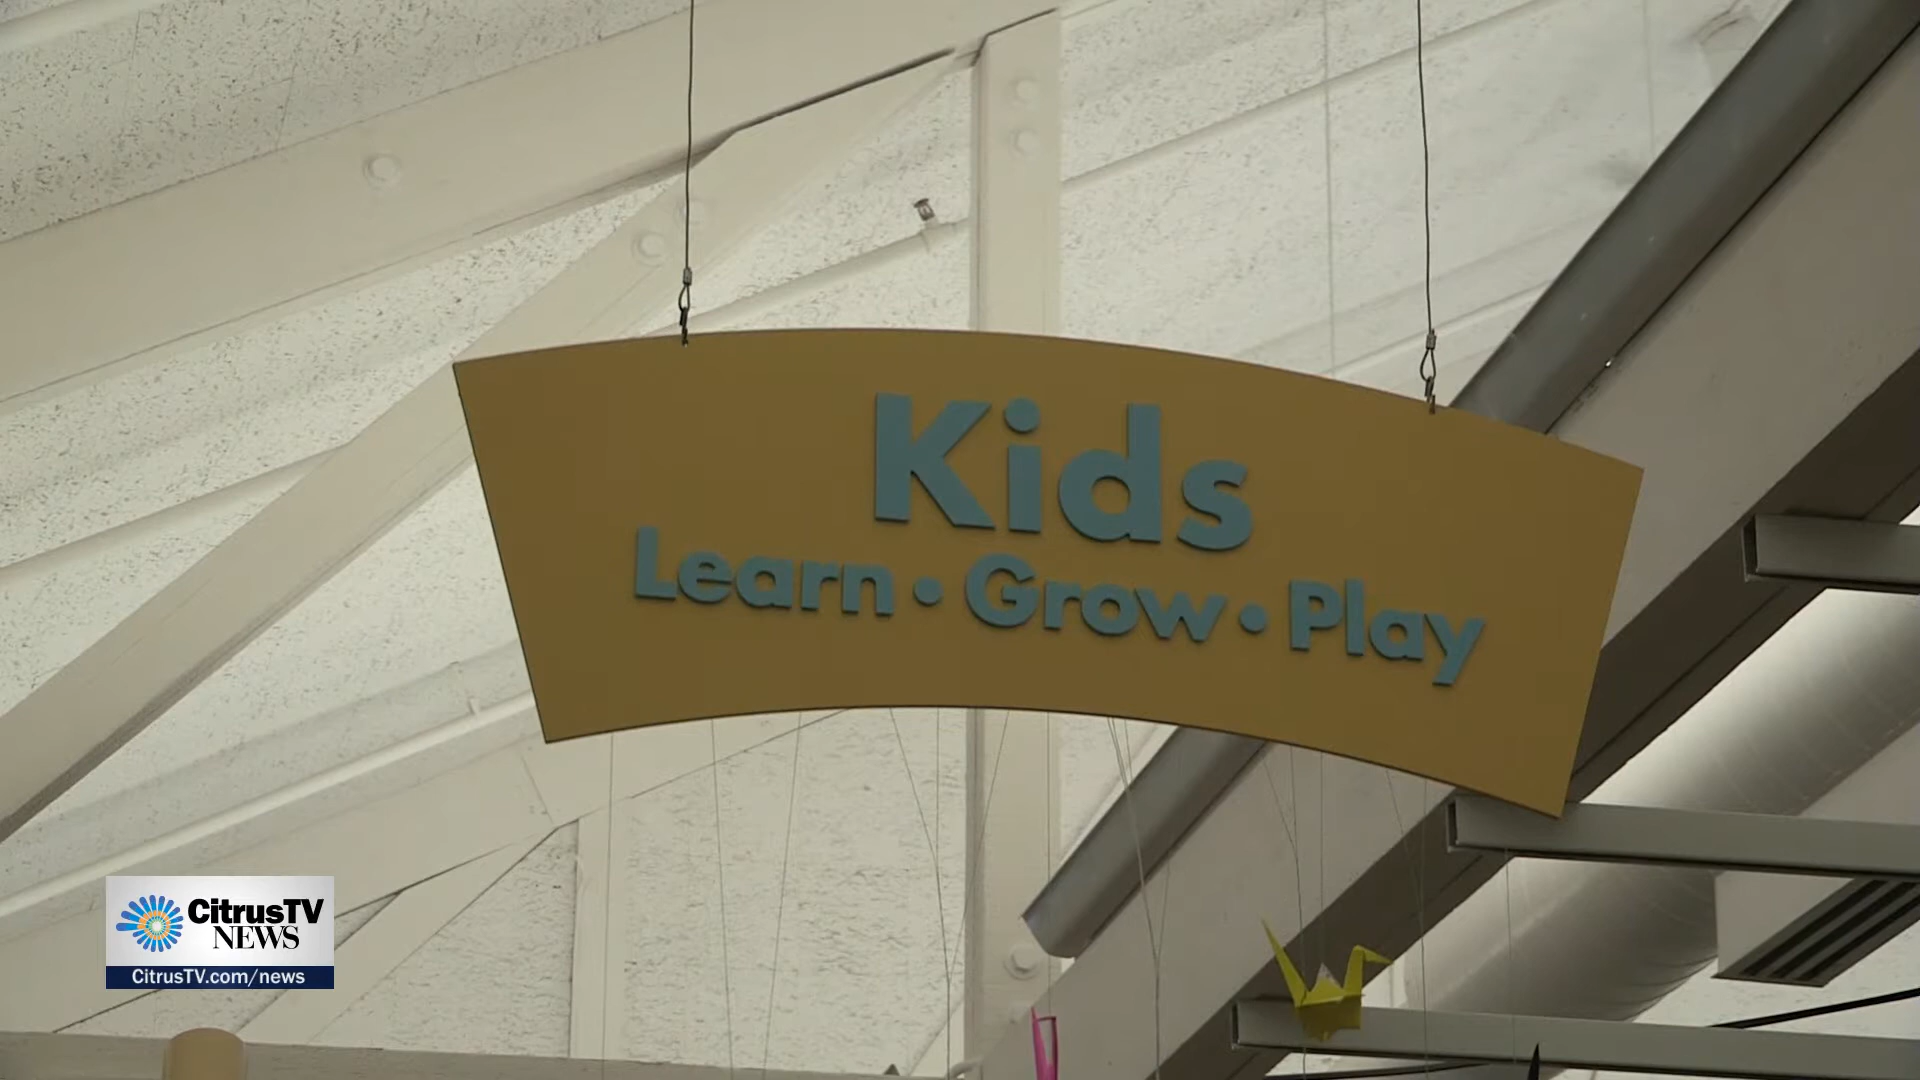 Kids
Learn • Grow • Play
CitrusTV
NEWS
CitrusTV.com/news